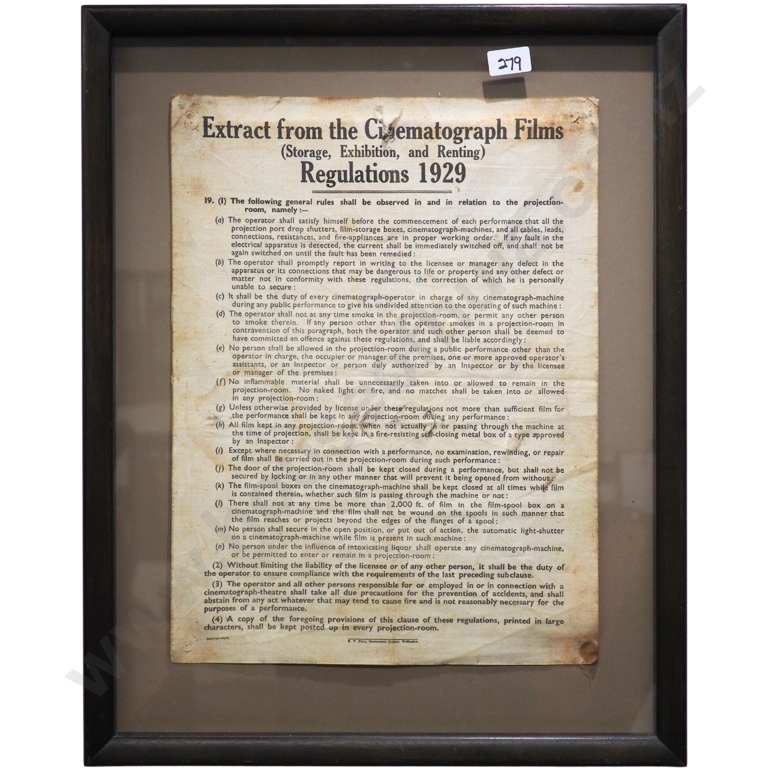 279
Extract from the Cinematograph Films
(Storage, Exhibition, and Renting)
Regulations 1929
19. (1) The following general rules shall be observed in and in relation to the projection-
room, namely:—
(a) The operator shall satisfy himself before the commencement of each performance that all the
projection port drop shutters, film-storage boxes, cinematograph-machines, and all cables, leads,
connections, resistances, and fire-appliances are in proper working order. If any fault in the
electrical apparatus is detected, the current shall be immediately switched off, and shall not be
again switched on until the fault has been remedied:
(b) The operator shall promptly report in writing to the licensee or manager any defect in the
apparatus or its connections that may be dangerous to life or property and any other defect or
matter not in conformity with these regulations, the correction of which he is personally
unable to secure:
(c) It shall be the duty of every cinematograph-operator in charge of any cinematograph-machine
during any public performance to give his undivided attention to the operating of such machine:
(d) The operator shall not at any time smoke in the projection-room, or permit any other person
to smoke therein. If any person other than the operator smokes in a projection-room in
contravention of this paragraph, both the operator and such other person shall be deemed to
have committed an offence against these regulations, and shall be liable accordingly:
(e) No person shall be allowed in the projection-room during a public performance other than the
operator in charge, the occupier or manager of the premises, one or more approved operator's
assistants, or an Inspector or person duly authorized by an Inspector or by the licensee
or manager of the premises:
(f) No inflammable material shall be unnecessarily taken into or allowed to remain in the
projection-room. No naked light or fire, and no matches shall be taken into or allowed
in any projection-room:
(g) Unless otherwise provided by license under these regulations not more than sufficient film for
the performance shall be kept in any projection-room during any performance:
(h) All film kept in any projection-room, when not actually in or passing through the machine at
the time of projection, shall be kept in a fire-resisting self-closing metal box of a type approved
by an Inspector:
(i) Except where necessary in connection with a performance, no examination, rewinding, or repair
of film shall be carried out in the projection-room during such performance:
(j) The door of the projection-room shall be kept closed during a performance, but shall not be
secured by locking or in any other manner that will prevent it being opened from without:
(k) The film-spool boxes on the cinematograph-machine shall be kept closed at all times while film
is contained therein, whether such film is passing through the machine or not:
(l) There shall not at any time be more than 2,000 ft. of film in the film-spool box on a
cinematograph-machine and the film shall not be wound on the spools in such manner that
the film reaches or projects beyond the edges of the flanges of a spool:
(m) No person shall secure in the open position, or put out of action, the automatic light-shutter
on a cinematograph-machine while film is present in such machine:
(n) No person under the influence of intoxicating liquor shall operate any cinematograph-machine,
or be permitted to enter or remain in a projection-room:
(2) Without limiting the liability of the licensee or of any other person, it shall be the duty of
the operator to ensure compliance with the requirements of the last preceding subclause.
(3) The operator and all other persons responsible for or employed in or in connection with a
cinematograph-theatre shall take all due precautions for the prevention of accidents, and shall
abstain from any act whatever that may tend to cause fire and is not reasonably necessary for the
purposes of a performance.
(4) A copy of the foregoing provisions of this clause of these regulations, printed in large
characters, shall be kept posted up in every projection-room.
Government Printer, Wellington